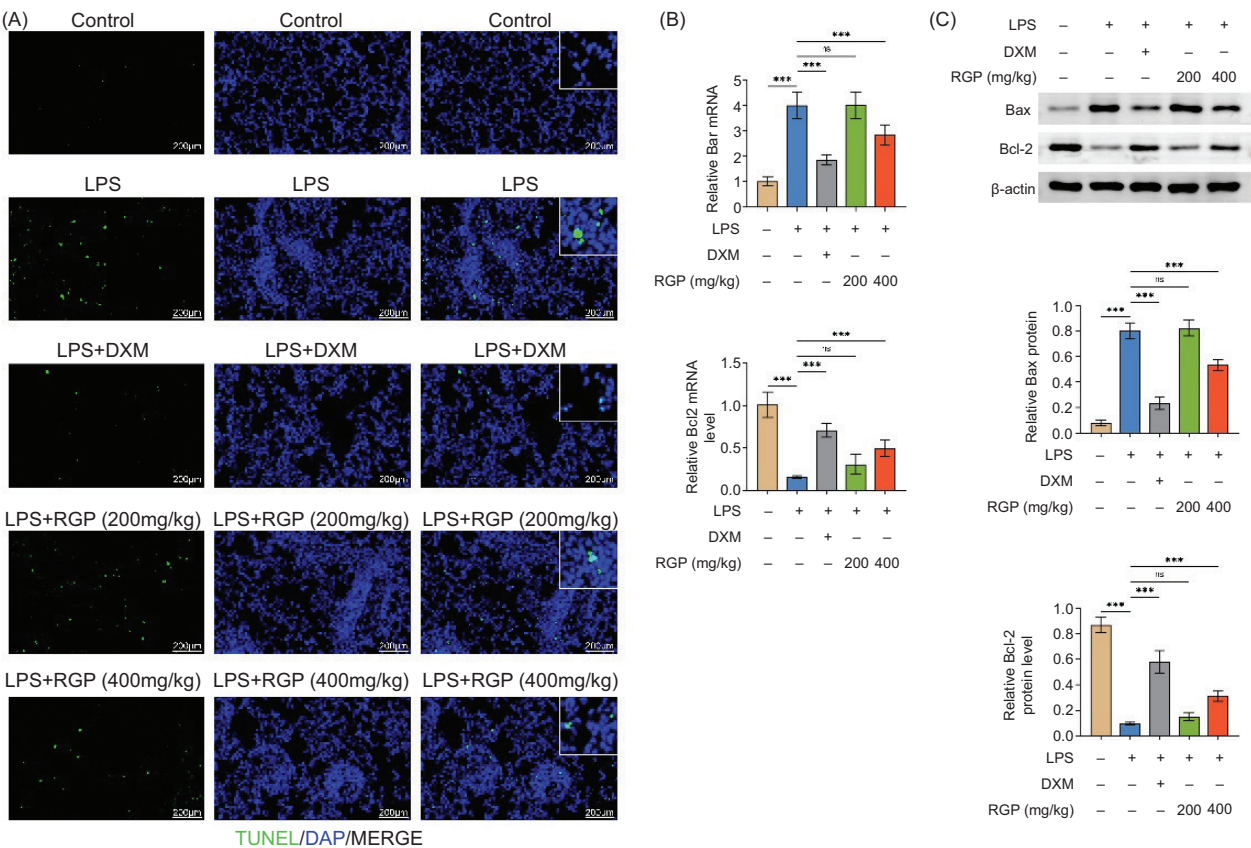 (A)
Control
200μm 200μm 200μm
LPS LPS LPS
200μm 200μm 200μm
LPS+DXM LPS+DXM LPS+DXM
200μm 200μm 200μm
LPS+RGP (200mg/kg) LPS+RGP (200mg/kg) LPS+RGP (200mg/kg)
200μm 200μm 200μm
LPS+RGP (400mg/kg) LPS+RGP (400mg/kg) LPS+RGP (400mg/kg)
200μm 200μm 200μm
TUNEL/DAP/MERGE
(B)
***
ns
***
***
Relative Bar mRNA
5
4
3
2
1
0
LPS – + + + +
DXM – – + – –
RGP (mg/kg) – – – 200 400
***
ns
***
***
Relative Bcl2 mRNA
level
1.5
1.0
0.5
0.0
LPS – + + + +
DXM – – + – –
RGP (mg/kg) – – – 200 400
(C)
LPS – + + + +
DXM – – + – –
RGP (mg/kg) – – – 200 400
Bax
Bcl-2
β-actin
***
ns
***
***
Relative Bax protein
1.0
0.8
0.6
0.4
0.2
0.0
LPS – + + + +
DXM – – + – –
RGP (mg/kg) – – – 200 400
***
ns
***
***
Relative Bcl-2
protein level
1.0
0.8
0.6
0.4
0.2
0.0
LPS – + + + +
DXM – – + – –
RGP (mg/kg) – – – 200 400